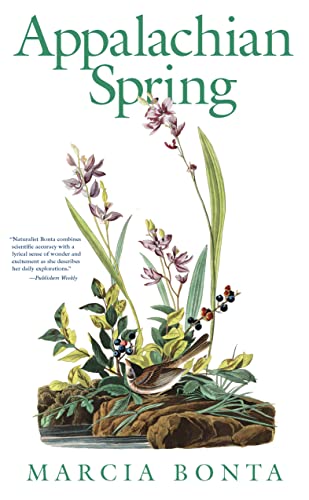 Appalachian
Spring
"Naturalist Bonta combines
scientific accuracy with a
lyrical sense of wonder and
excitement as she describes
her daily explorations."
—Publishers Weekly
MARCIA BONTA